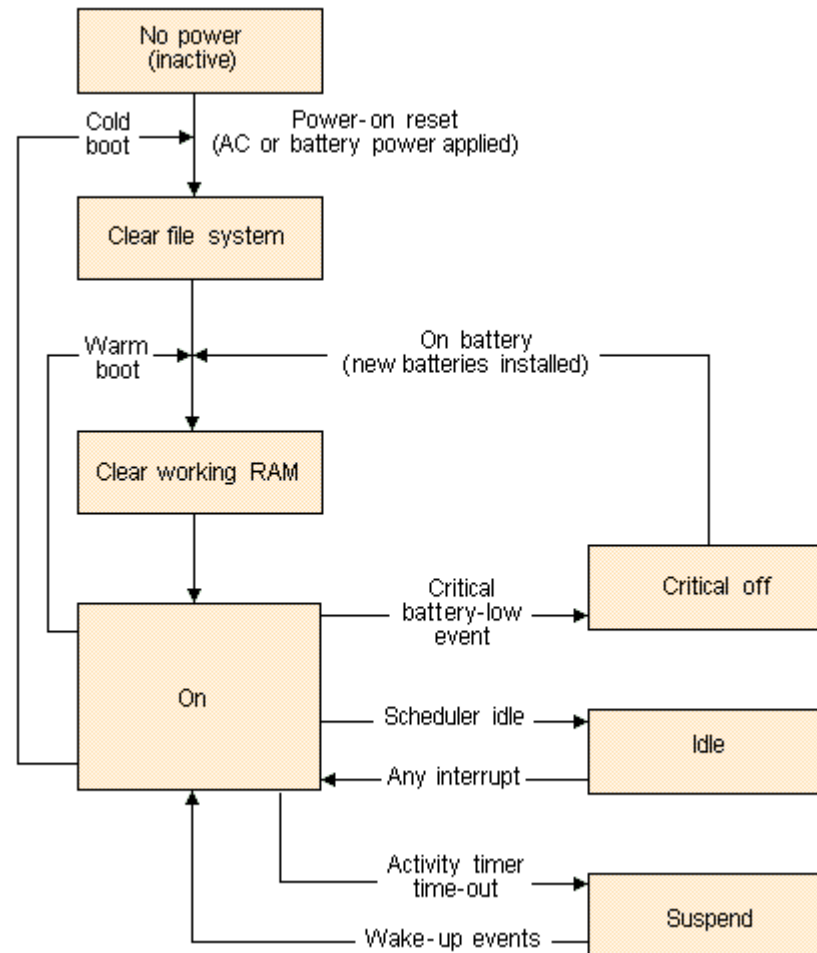 No power
(inactive)
Cold
boot
Power-on reset
(AC or battery power applied)
Clear file system
Warm
boot
On battery
(new batteries installed)
Clear working RAM
Critical
battery-low
event
Critical off
On
Scheduler idle
Idle
Any interrupt
Activity timer
time-out
Suspend
Wake-up events